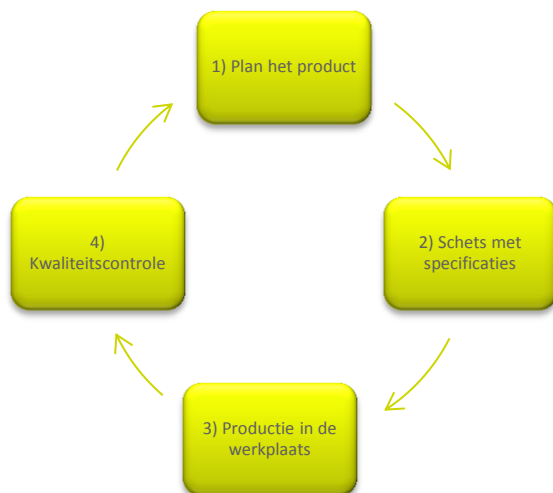 1) Plan het product
2) Schets met
specificaties
3) Productie in de
werkplaats
4)
Kwaliteitscontrole